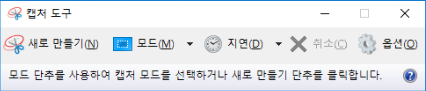 캡처 도구
새로 만들기(N) 모드(M) 지연(D) 취소(C) 옵션(O)
모드 단추를 사용하여 캡처 모드를 선택하거나 새로 만들기 단추를 클릭합니다.